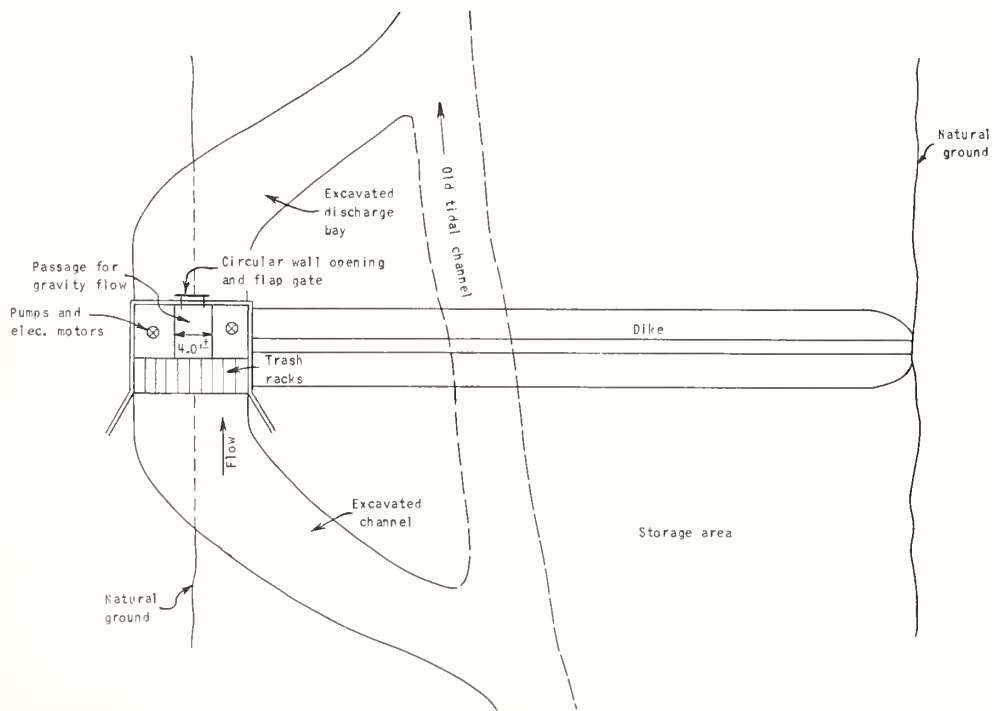 Natural
ground
Old tidal channel
Excavated
discharge
bay
Circular wall opening
and flap gate
Passage for
gravity flow
Pumps and
elec. motors
4.0'±
Trash
racks
Dike
Flow
Excavated
channel
Storage area
Natural
ground